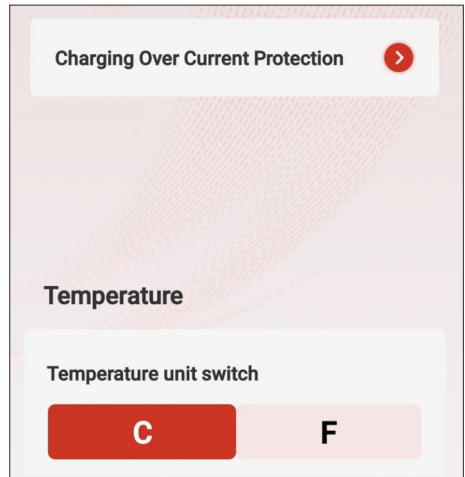 Charging Over Current Protection
Temperature
Temperature unit switch
C F